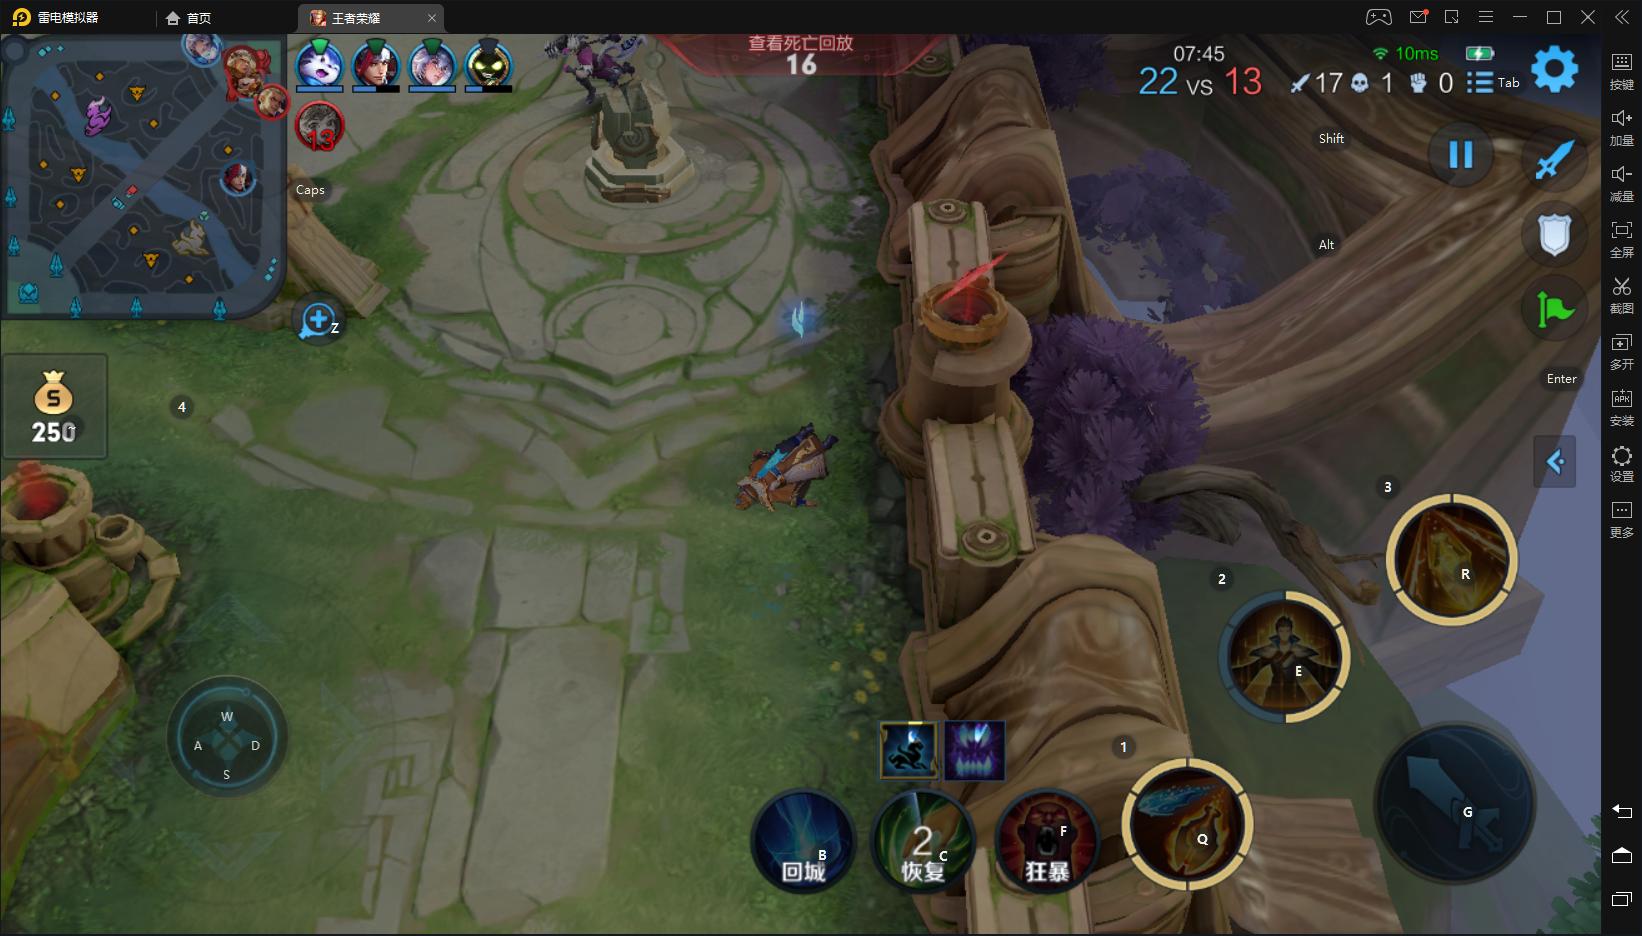 雷电模拟器
首页
王者荣耀
查看死亡回放
16
07:45
10ms
22 vs 13
17
1
0
Tab
13
Caps
Shift
Alt
Z
Enter
4
250
~
3
R
2
E
W
A
D
S
1
Q
G
B
回城
2
C
恢复
F
狂暴
按键
加量
减量
全屏
截图
多开
APK
安装
设置
更多